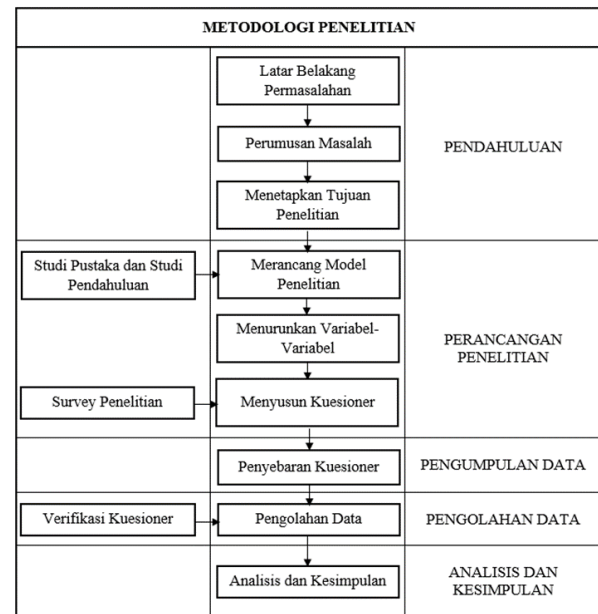 METODOLOGI PENELITIAN
Latar Belakang
Permasalahan
Perumusan Masalah
PENDAHULUAN
Menetapkan Tujuan
Penelitian
Studi Pustaka dan Studi
Pendahuluan
Merancang Model
Penelitian
Menurunkan Variabel-
Variabel
PERANCANGAN
PENELITIAN
Survey Penelitian
Menyusun Kuesioner
Penyebaran Kuesioner
PENGUMPULAN DATA
Verifikasi Kuesioner
Pengolahan Data
PENGOLAHAN DATA
Analisis dan Kesimpulan
ANALISIS DAN
KESIMPULAN